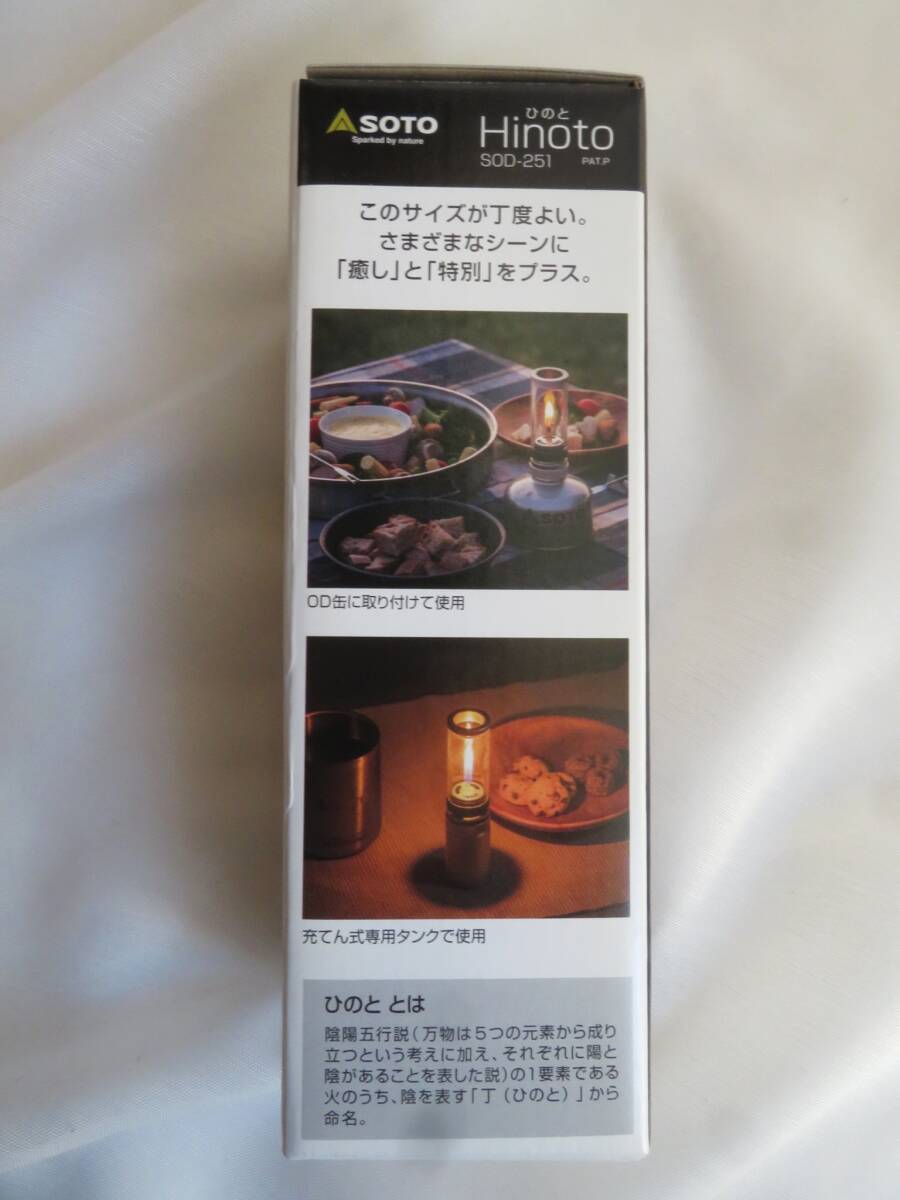 SOTO
Sparked by nature
ひのと
Hinoto
SOD-251 PAT.P
このサイズが丁度よい。
さまざまなシーンに
「癒し」と「特別」をプラス。
SOTO
OD缶に取り付けて使用
充てん式専用タンクで使用
ひのと とは
陰陽五行説(万物は5つの元素から成り
立つという考えに加え、それぞれに陽と
陰があることを表した説)の1要素である
火のうち、陰を表す「丁(ひのと)」から
命名。